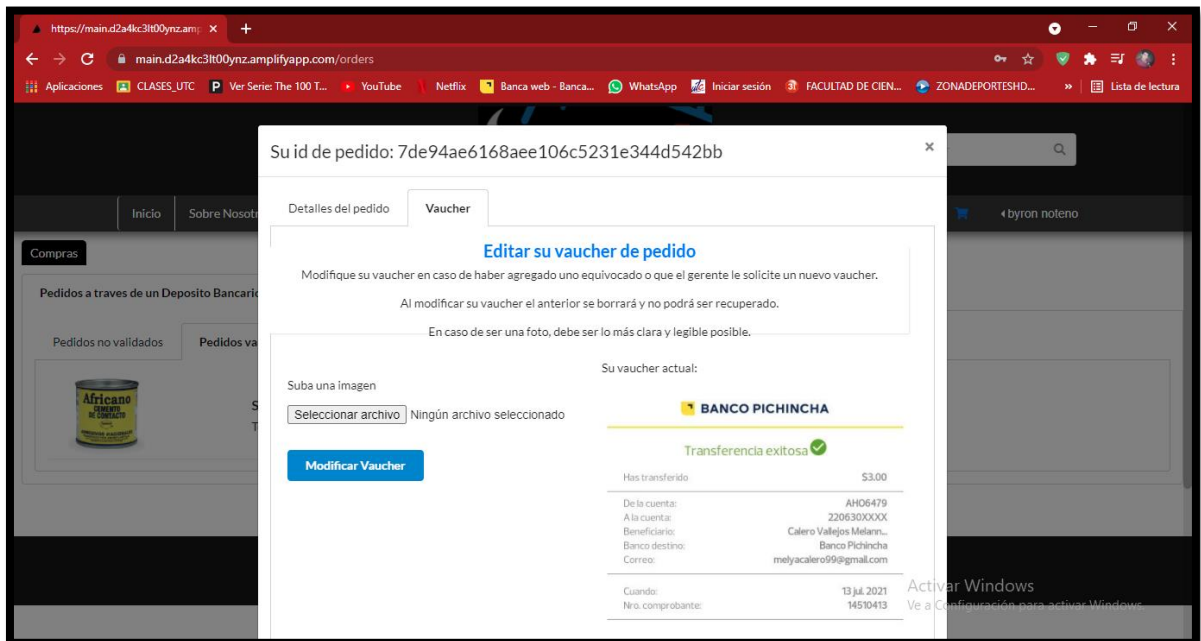 https://main.d2a4kc3lt00ynz.amp
main.d2a4kc3lt00ynz.amplifyapp.com/orders
Aplicaciones CLASES_UTC Ver Serie: The 100 T... YouTube Netflix Banca web - Banca... WhatsApp Iniciar sesión FACULTAD DE CIEN... ZONADEPORTESHD... » Lista de lectura
Su id de pedido: 7de94ae6168aee106c5231e344d542bb ×
Inicio Sobre Nosot byron noteno
Detalles del pedido Vaucher
Compras
Editar su vaucher de pedido
Modifique su vaucher en caso de haber agregado uno equivocado o que el gerente le solicite un nuevo vaucher.
Pedidos a traves de un Deposito Bancario
Al modificar su vaucher el anterior se borrará y no podrá ser recuperado.
En caso de ser una foto, debe ser lo más clara y legible posible.
Pedidos no validados Pedidos va
Su vaucher actual:
Suba una imagen
Africano
CEMENTO
DE CONTACTO
S
T
Seleccionar archivo Ningún archivo seleccionado
BANCO PICHINCHA
Transferencia exitosa
Modificar Vaucher
Has transferido $3.00
De la cuenta: AHO6479
A la cuenta: 220630XXXX
Beneficiario: Calero Vallejos Melann...
Banco destino: Banco Pichincha
Correo: melyacalero99@gmail.com
Cuando: 13 jul. 2021
Nro. comprobante: 14510413
Activar Windows
Ve a Configuración para activar Windows.